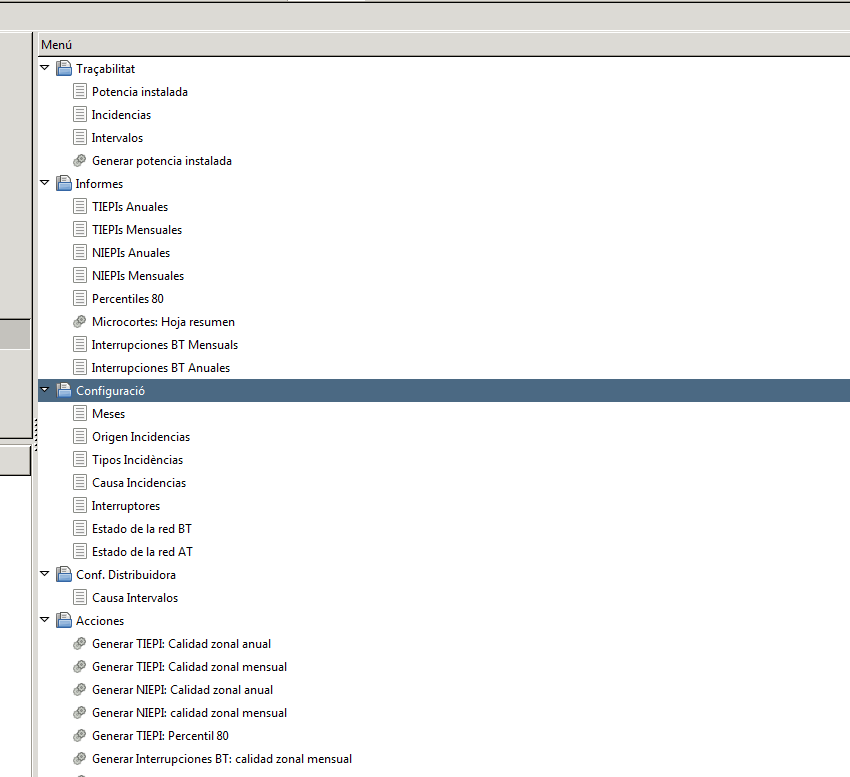 Menú
Traçabilitat
Potencia instalada
Incidencias
Intervalos
Generar potencia instalada
Informes
TIEPIs Anuales
TIEPIs Mensuales
NIEPIs Anuales
NIEPIs Mensuales
Percentiles 80
Microcortes: Hoja resumen
Interrupciones BT Mensuals
Interrupciones BT Anuales
Configuració
Meses
Origen Incidencias
Tipos Incidències
Causa Incidencias
Interruptores
Estado de la red BT
Estado de la red AT
Conf. Distribuidora
Causa Intervalos
Acciones
Generar TIEPI: Calidad zonal anual
Generar TIEPI: Calidad zonal mensual
Generar NIEPI: Calidad zonal anual
Generar NIEPI: calidad zonal mensual
Generar TIEPI: Percentil 80
Generar Interrupciones BT: calidad zonal mensual